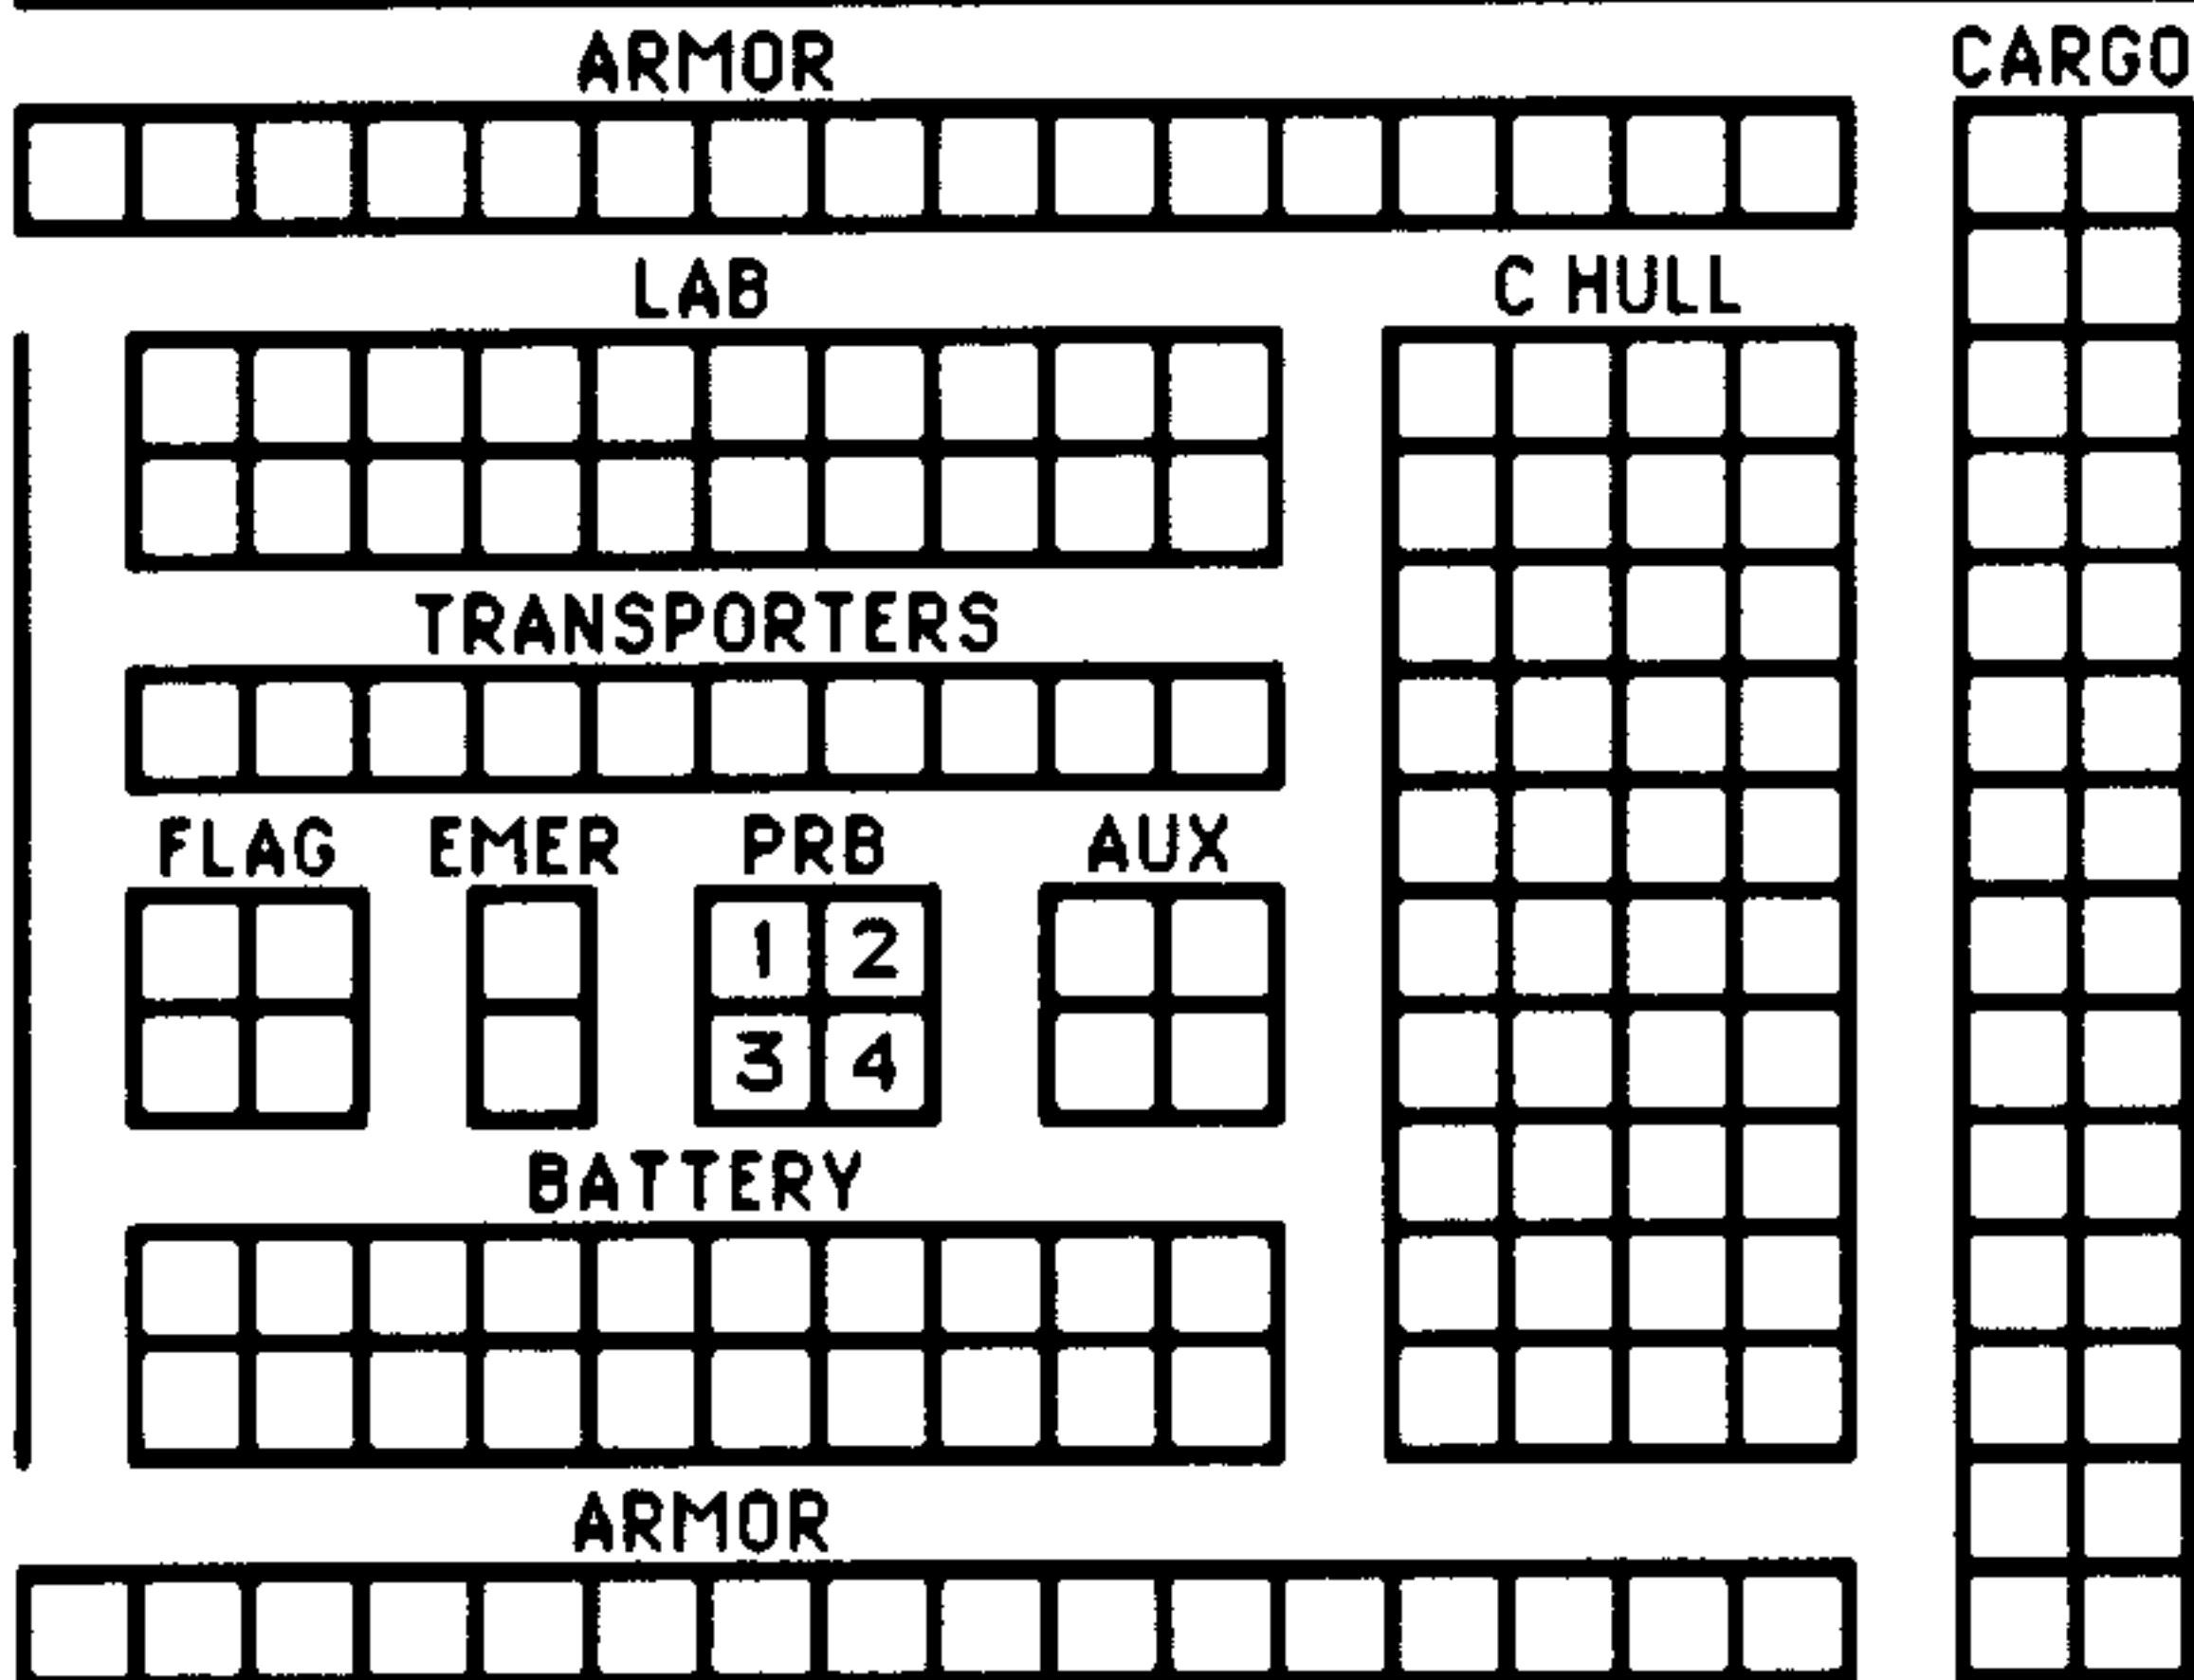 ARMOR CARGO
LAB C HULL
TRANSPORTERS
FLAG EMER PRB AUX
1 2
3 4
BATTERY
ARMOR